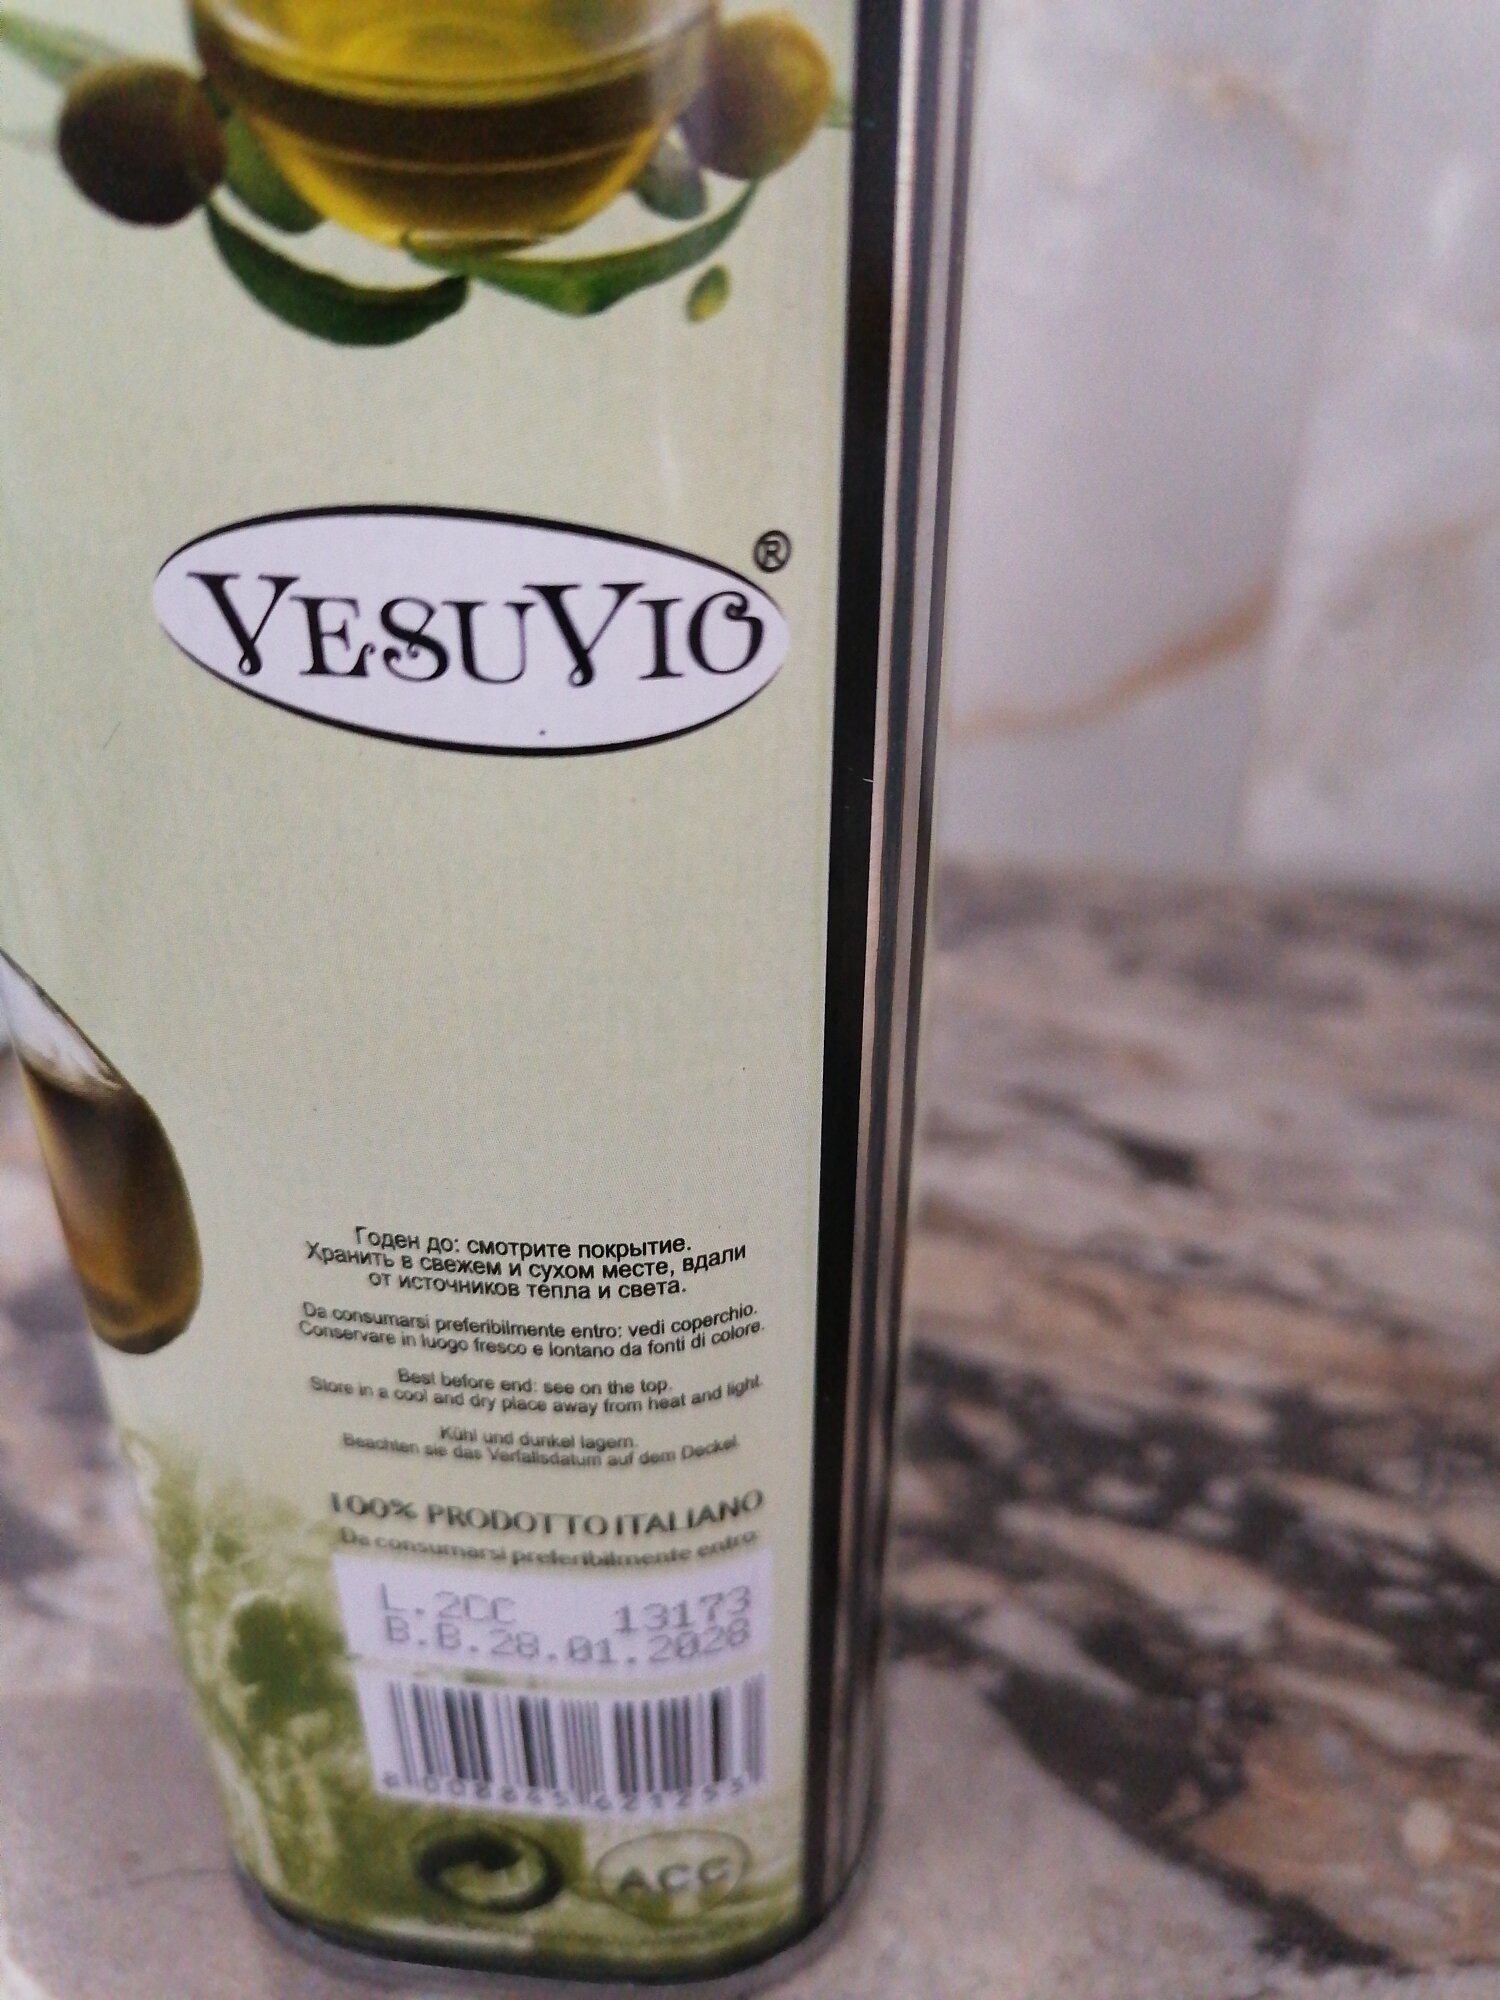 VESUVIO ®
Годен до: смотрите покрытие.
Хранить в свежем и сухом месте, вдали
от источников тепла и света.
Da consumarsi preferibilmente entro: vedi coperchio.
Conservare in luogo fresco e lontano da fonti di colore.
Best before end: see on the top.
Store in a cool and dry place away from heat and light.
Kühl und dunkel lagern.
Beachten sie das Verfallsdatum auf dem Deckel.
100% PRODOTTO ITALIANO
Da consumarsi preferibilmente entro:
L.2CC 13173
B.B.28.01.2028
ACC